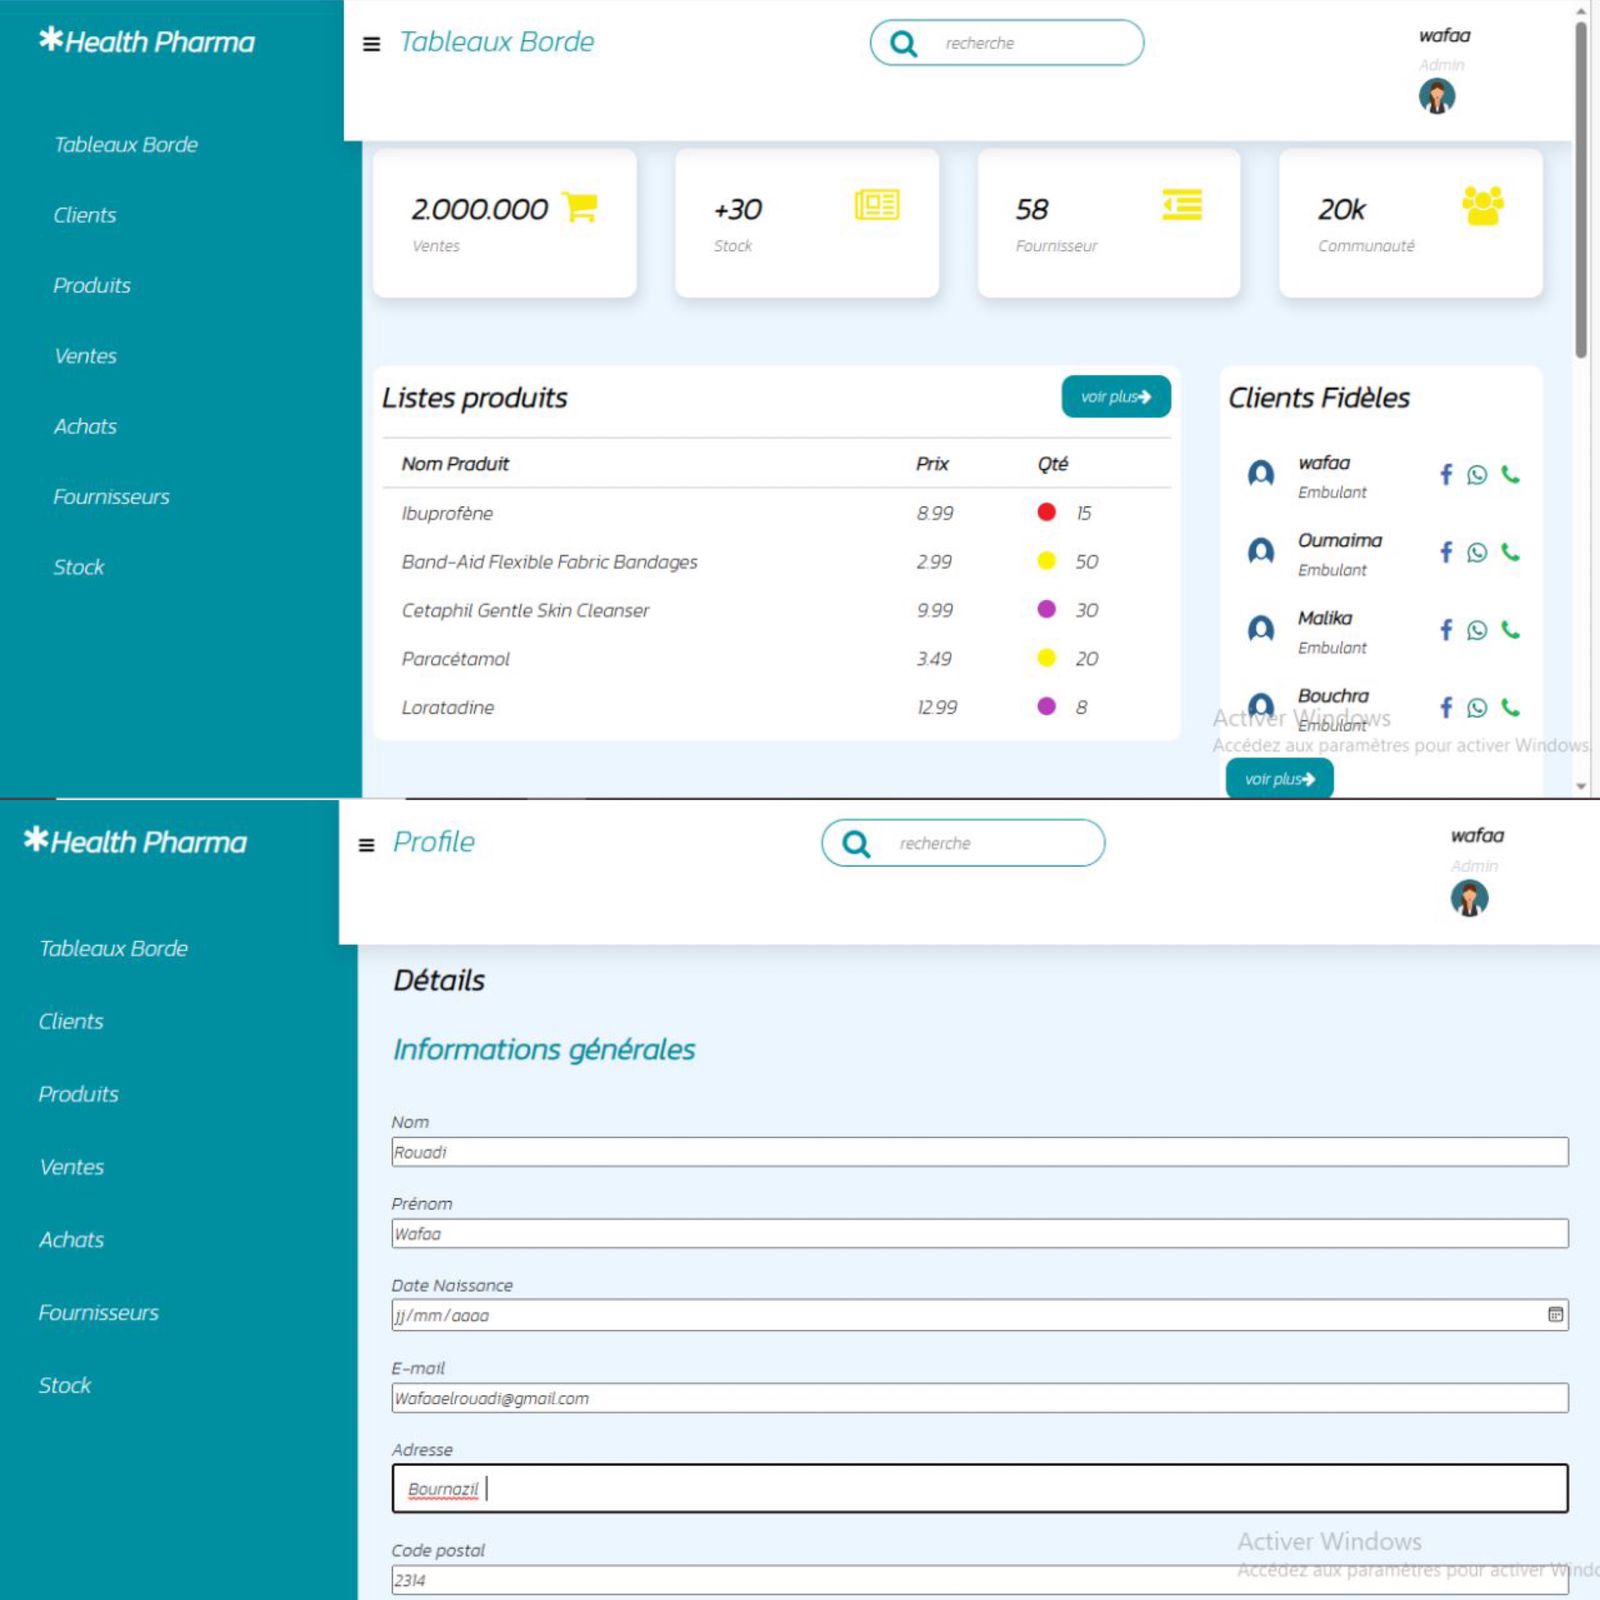 *Health Pharma
Tableaux Borde
recherche
wafaa
Admin
Tableaux Borde
Clients
Produits
Ventes
Achats
Fournisseurs
Stock
2.000.000
Ventes
+30
Stock
58
Fournisseur
20k
Communauté
Listes produits
voir plus
Nom Praduit Prix Qté
Ibuprofène 8.99 15
Band-Aid Flexible Fabric Bandages 2.99 50
Cetaphil Gentle Skin Cleanser 9.99 30
Paracétamol 3.49 20
Loratadine 12.99 8
Clients Fidèles
wafaa
Embulant
Oumaima
Embulant
Malika
Embulant
Bouchra
Embulant
voir plus
Activer Windows
Accédez aux paramètres pour activer Windows.
*Health Pharma
Profile
recherche
wafaa
Admin
Tableaux Borde
Clients
Produits
Ventes
Achats
Fournisseurs
Stock
Détails
Informations générales
Nom
Rouadi
Prénom
Wafaa
Date Naissance
jj/mm/aaaa
E-mail
Wafaaelrouadi@gmail.com
Adresse
Bournazil
Code postal
2314
Activer Windows
Accédez aux paramètres pour activer Windo